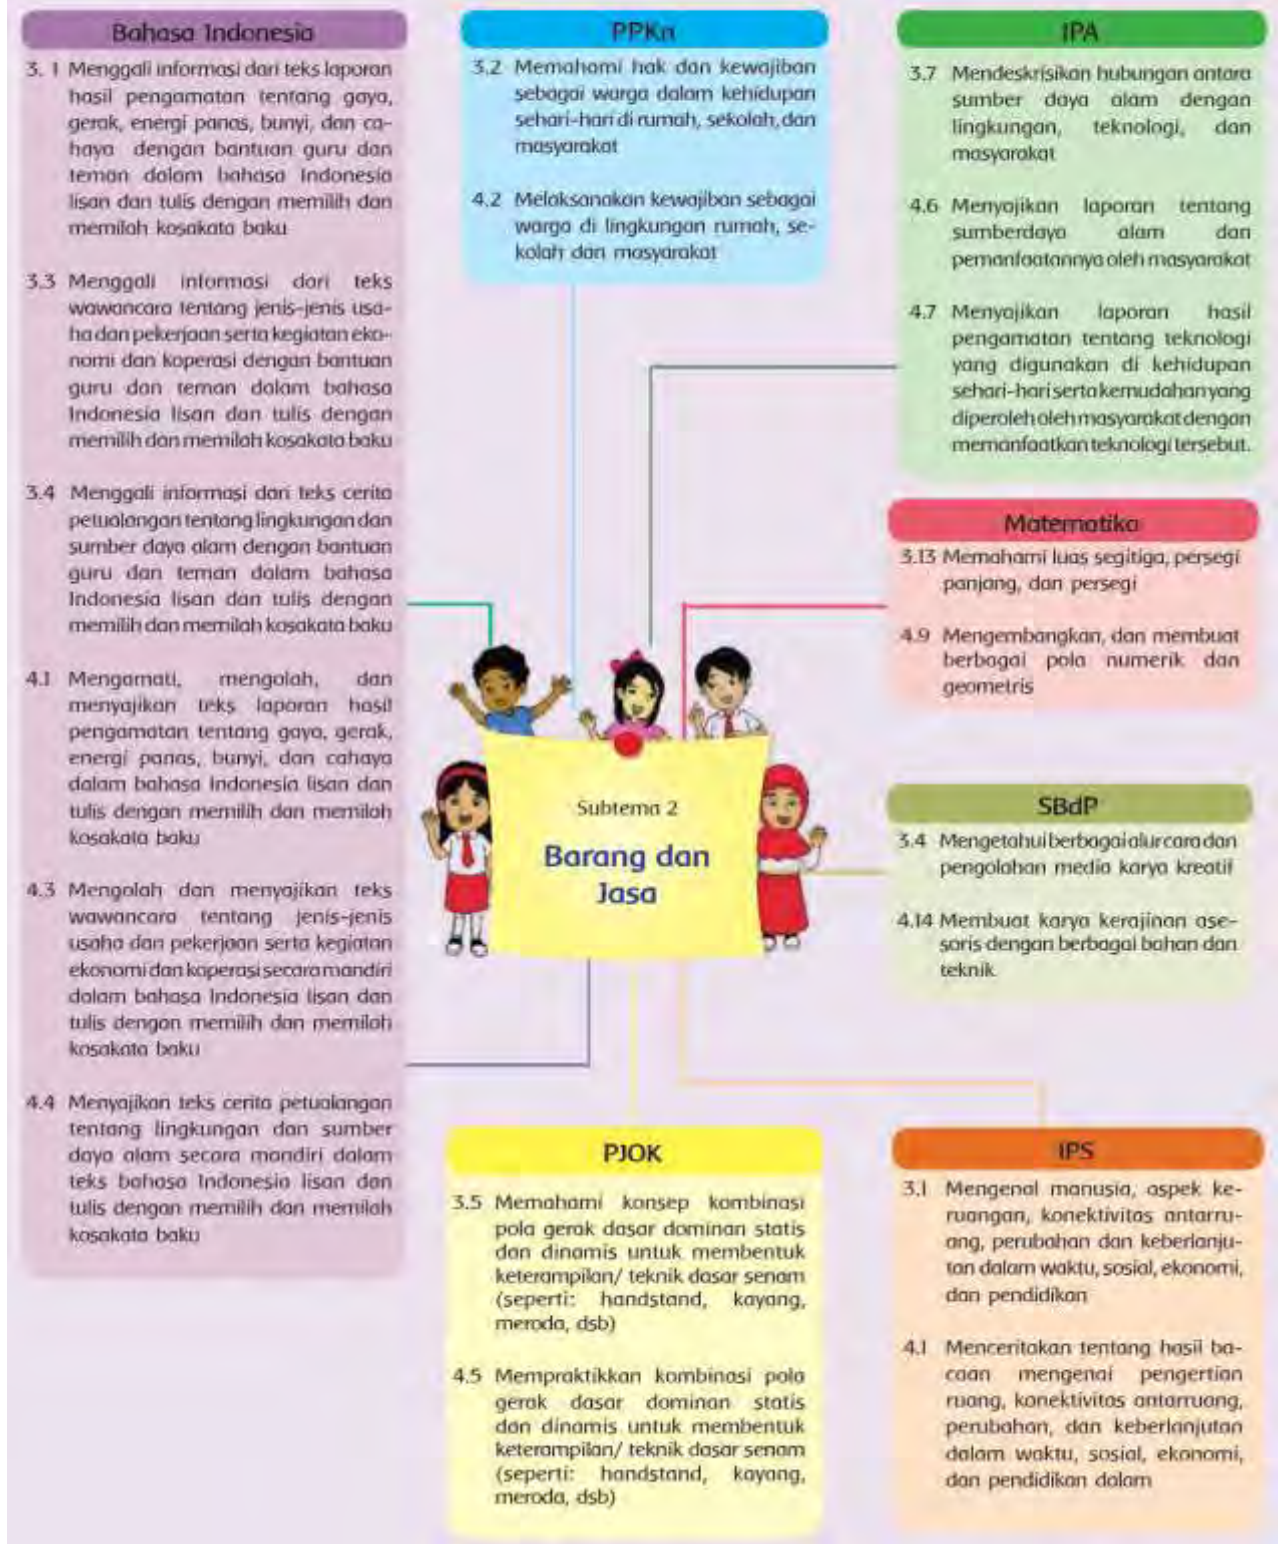 Bahasa Indonesia
3. 1 Menggali informasi dari teks laporan
hasil pengamatan tentang gaya,
gerak, energi panas, bunyi, dan ca-
haya dengan bantuan guru dan
teman dalam bahasa Indonesia
lisan dan tulis dengan memilih dan
memilah kosakata baku
3.3 Menggali informasi dari teks
wawancara tentang jenis-jenis usa-
ha dan pekerjaan serta kegiatan eko-
nomi dan koperasi dengan bantuan
guru dan teman dalam bahasa
Indonesia lisan dan tulis dengan
memilih dan memilah kosakata baku
3.4 Menggali informasi dari teks cerita
petualangan tentang lingkungan dan
sumber daya alam dengan bantuan
guru dan teman dalam bahasa
Indonesia lisan dan tulis dengan
memilih dan memilah kosakata baku
4.1 Mengamati, mengolah, dan
menyajikan teks laporan hasil
pengamatan tentang gaya, gerak,
energi panas, bunyi, dan cahaya
dalam bahasa Indonesia lisan dan
tulis dengan memilih dan memilah
kosakata baku
4.3 Mengolah dan menyajikan teks
wawancara tentang jenis-jenis
usaha dan pekerjaan serta kegiatan
ekonomi dan koperasi secara mandiri
dalam bahasa Indonesia lisan dan
tulis dengan memilih dan memilah
kosakata baku
4.4 Menyajikan teks cerita petualangan
tentang lingkungan dan sumber
daya alam secara mandiri dalam
teks bahasa Indonesia lisan dan
tulis dengan memilih dan memilah
kosakata baku
PPKn
3.2 Memahami hak dan kewajiban
sebagai warga dalam kehidupan
sehari-hari di rumah, sekolah, dan
masyarakat
4.2 Melaksanakan kewajiban sebagai
warga di lingkungan rumah, se-
kolah dan masyarakat
IPA
3.7 Mendeskrisikan hubungan antara
sumber daya alam dengan
lingkungan, teknologi, dan
masyarakat
4.6 Menyajikan laporan tentang
sumberdaya alam dan
pemanfaatannya oleh masyarakat
4.7 Menyajikan laporan hasil
pengamatan tentang teknologi
yang digunakan di kehidupan
sehari-hari serta kemudahan yang
diperoleh oleh masyarakat dengan
memanfaatkan teknologi tersebut.
Matematika
3.13 Memahami luas segitiga, persegi
panjang, dan persegi
4.9 Mengembangkan, dan membuat
berbagai pola numerik dan
geometris
Subtema 2
Barang dan
Jasa
SBdP
3.4 Mengetahui berbagai alur cara dan
pengolahan media karya kreatif
4.14 Membuat karya kerajinan ase-
soris dengan berbagai bahan dan
teknik
PJOK
3.5 Memahami konsep kombinasi
pola gerak dasar dominan statis
dan dinamis untuk membentuk
keterampilan/ teknik dasar senam
(seperti: handstand, kayang,
meroda, dsb)
4.5 Mempraktikkan kombinasi pola
gerak dasar dominan statis
dan dinamis untuk membentuk
keterampilan/ teknik dasar senam
(seperti: handstand, kayang,
meroda, dsb)
IPS
3.1 Mengenal manusia, aspek ke-
ruangan, konektivitas antarru-
ang, perubahan dan keberlanju-
tan dalam waktu, sosial, ekonomi,
dan pendidikan
4.1 Menceritakan tentang hasil ba-
caan mengenai pengertian
ruang, konektivitas antarruang,
perubahan, dan keberlanjutan
dalam waktu, sosial, ekonomi,
dan pendidikan dalam